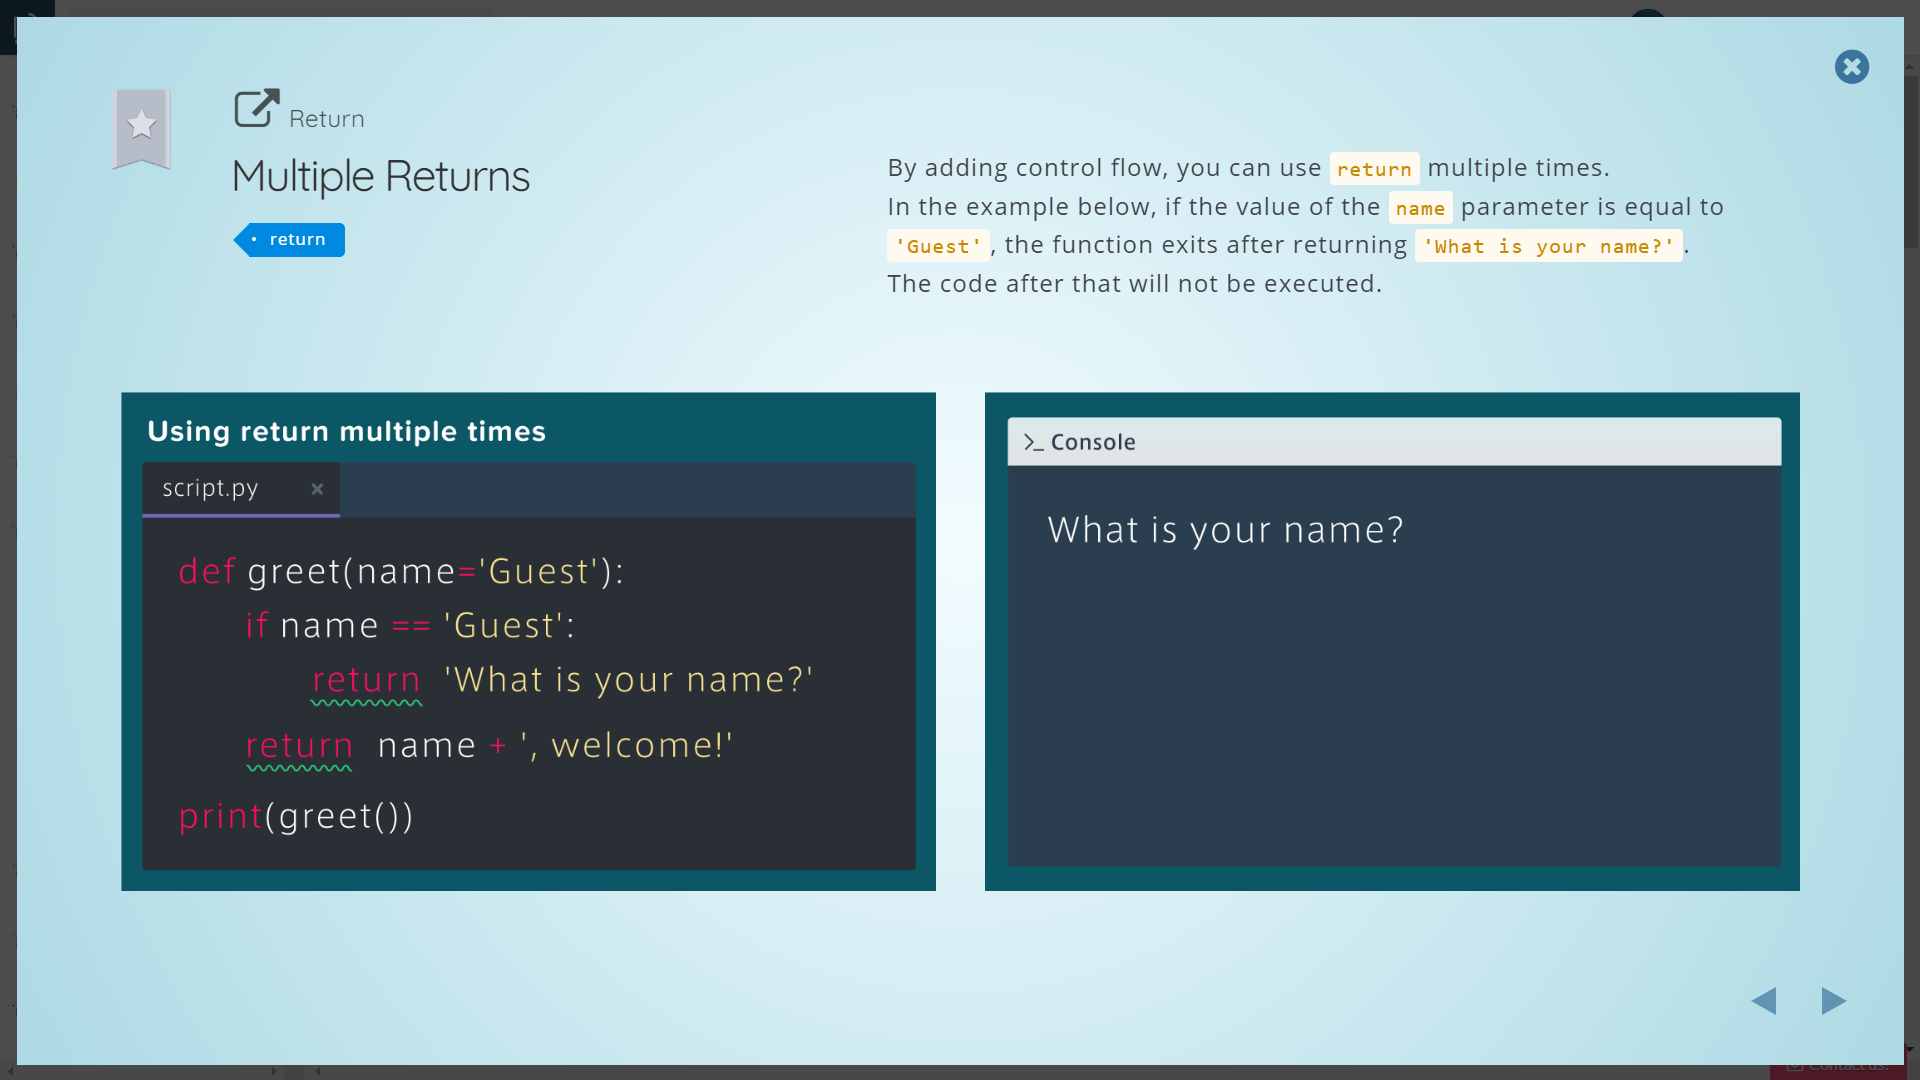 Return
Multiple Returns
return
By adding control flow, you can use return multiple times.
In the example below, if the value of the name parameter is equal to
'Guest', the function exits after returning 'What is your name?'.
The code after that will not be executed.
Using return multiple times
script.py ×
def greet(name='Guest'):
if name == 'Guest':
return 'What is your name?'
return name + ', welcome!'
print(greet())
>_ Console
What is your name?
Contact us!